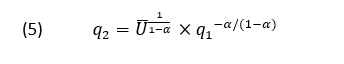 (5) q₂ = U̅^(1/(1−α)) × q₁^(−α/(1−α))